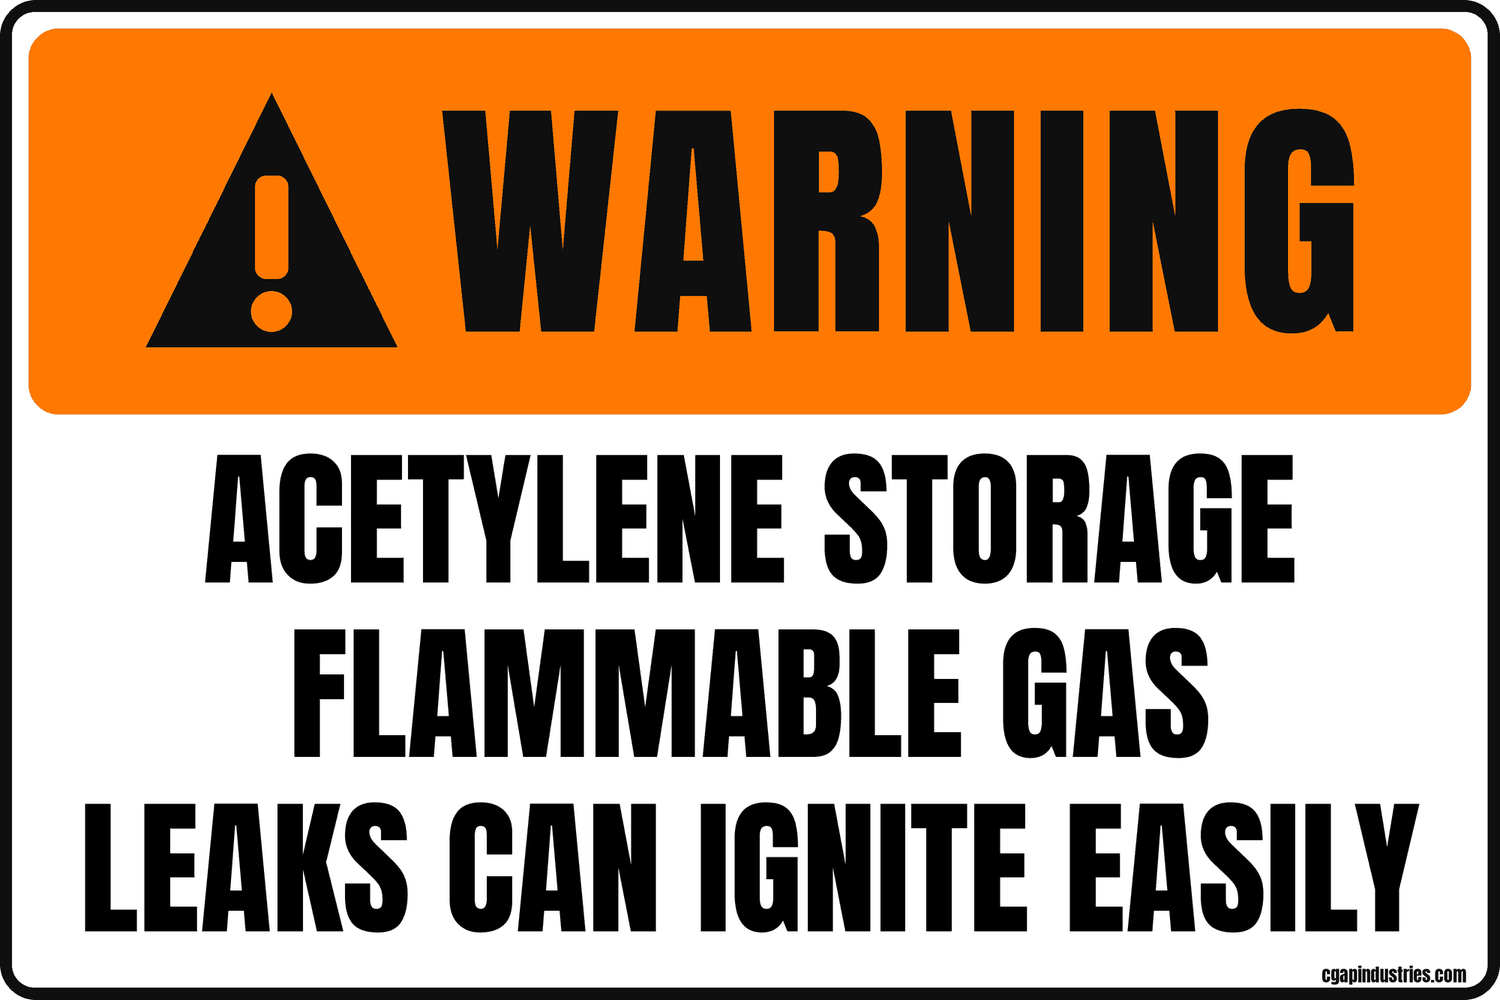 WARNING
ACETYLENE STORAGE
FLAMMABLE GAS
LEAKS CAN IGNITE EASILY
cgapindustries.com